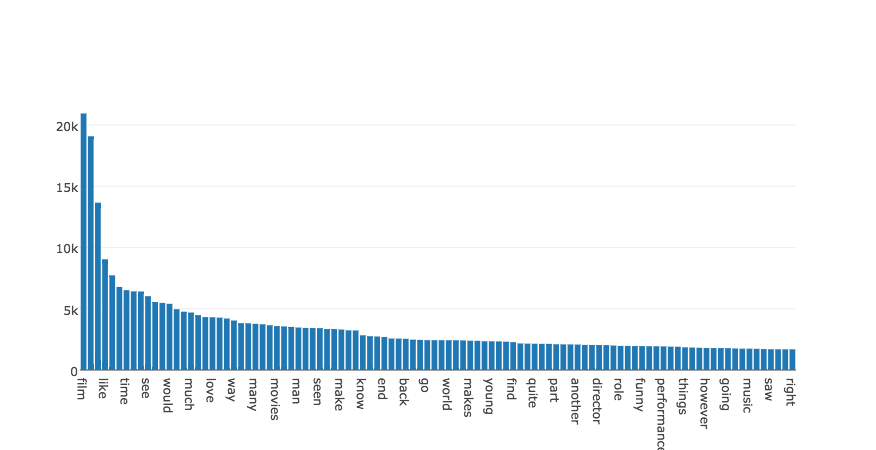 20k
15k
10k
5k
0
film
like
time
see
would
much
love
way
many
movies
man
seen
make
know
end
back
go
world
makes
young
find
quite
part
another
director
role
funny
performance
things
however
going
music
saw
right